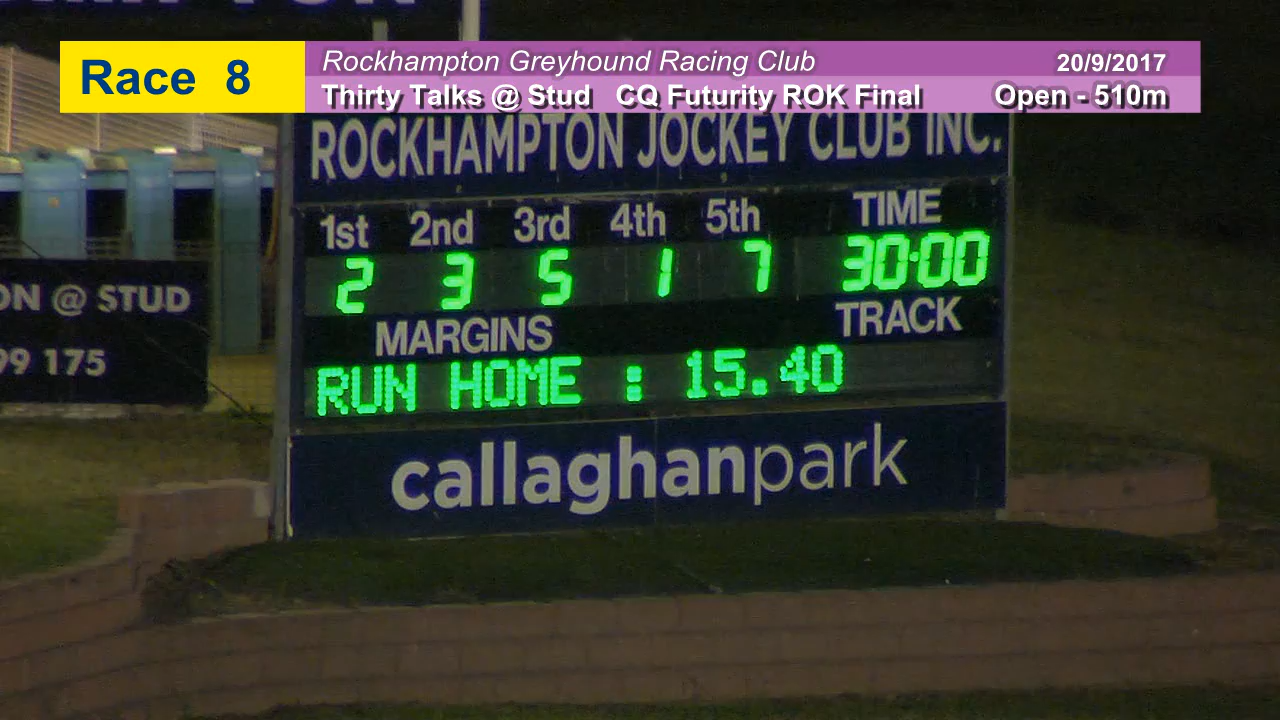 Race 8
Rockhampton Greyhound Racing Club 20/9/2017
Thirty Talks @ Stud CQ Futurity ROK Final Open - 510m
ROCKHAMPTON JOCKEY CLUB INC.
1st 2nd 3rd 4th 5th TIME
2 3 5 1 7 30:00
MARGINS TRACK
RUN HOME : 15.40
callaghanpark
ON @ STUD
99 175